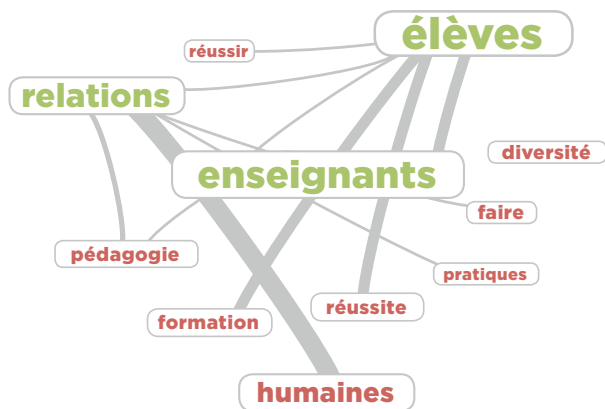 élèves
réussir
relations
diversité
enseignants
faire
pédagogie
pratiques
réussite
formation
humaines